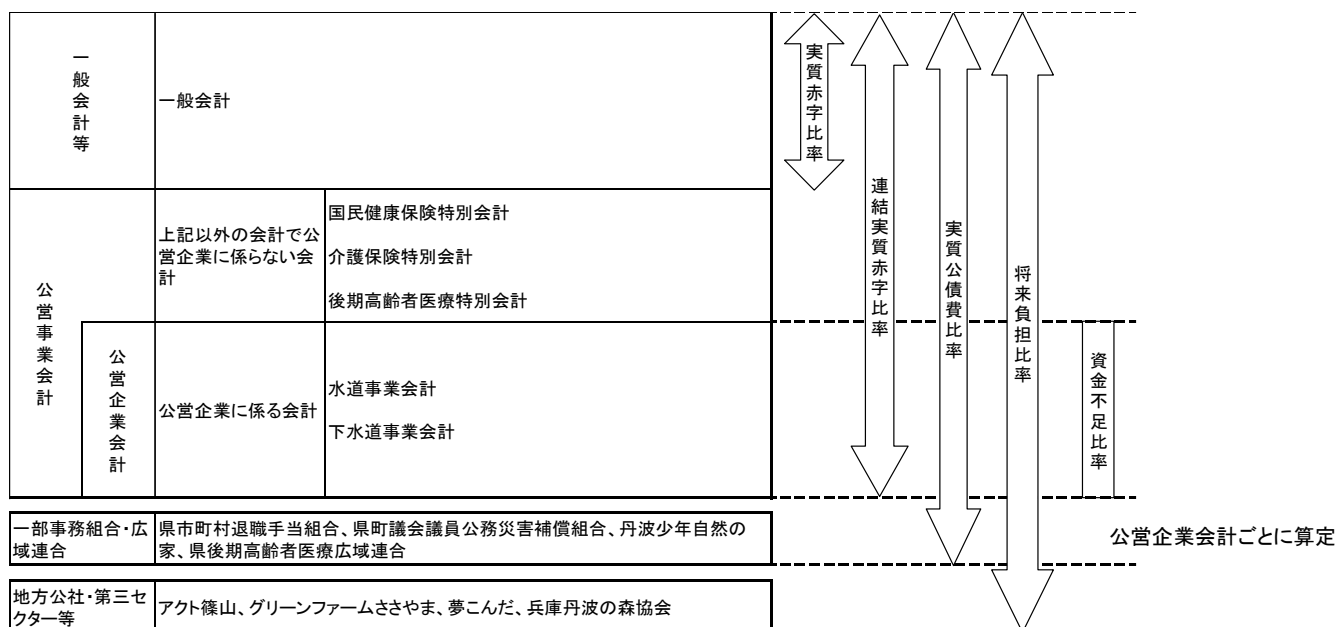 一般会計等
一般会計
公営事業会計
上記以外の会計で公
営企業に係らない会
計
国民健康保険特別会計
介護保険特別会計
後期高齢者医療特別会計
公営企業会計
公営企業に係る会計
水道事業会計
下水道事業会計
一部事務組合・広
域連合
県市町村退職手当組合、県町議会議員公務災害補償組合、丹波少年自然の
家、県後期高齢者医療広域連合
地方公社・第三セ
クター等
アクト篠山、グリーンファームささやま、夢こんだ、兵庫丹波の森協会
実質赤字比率
連結実質赤字比率
実質公債費比率
将来負担比率
資金不足比率
公営企業会計ごとに算定